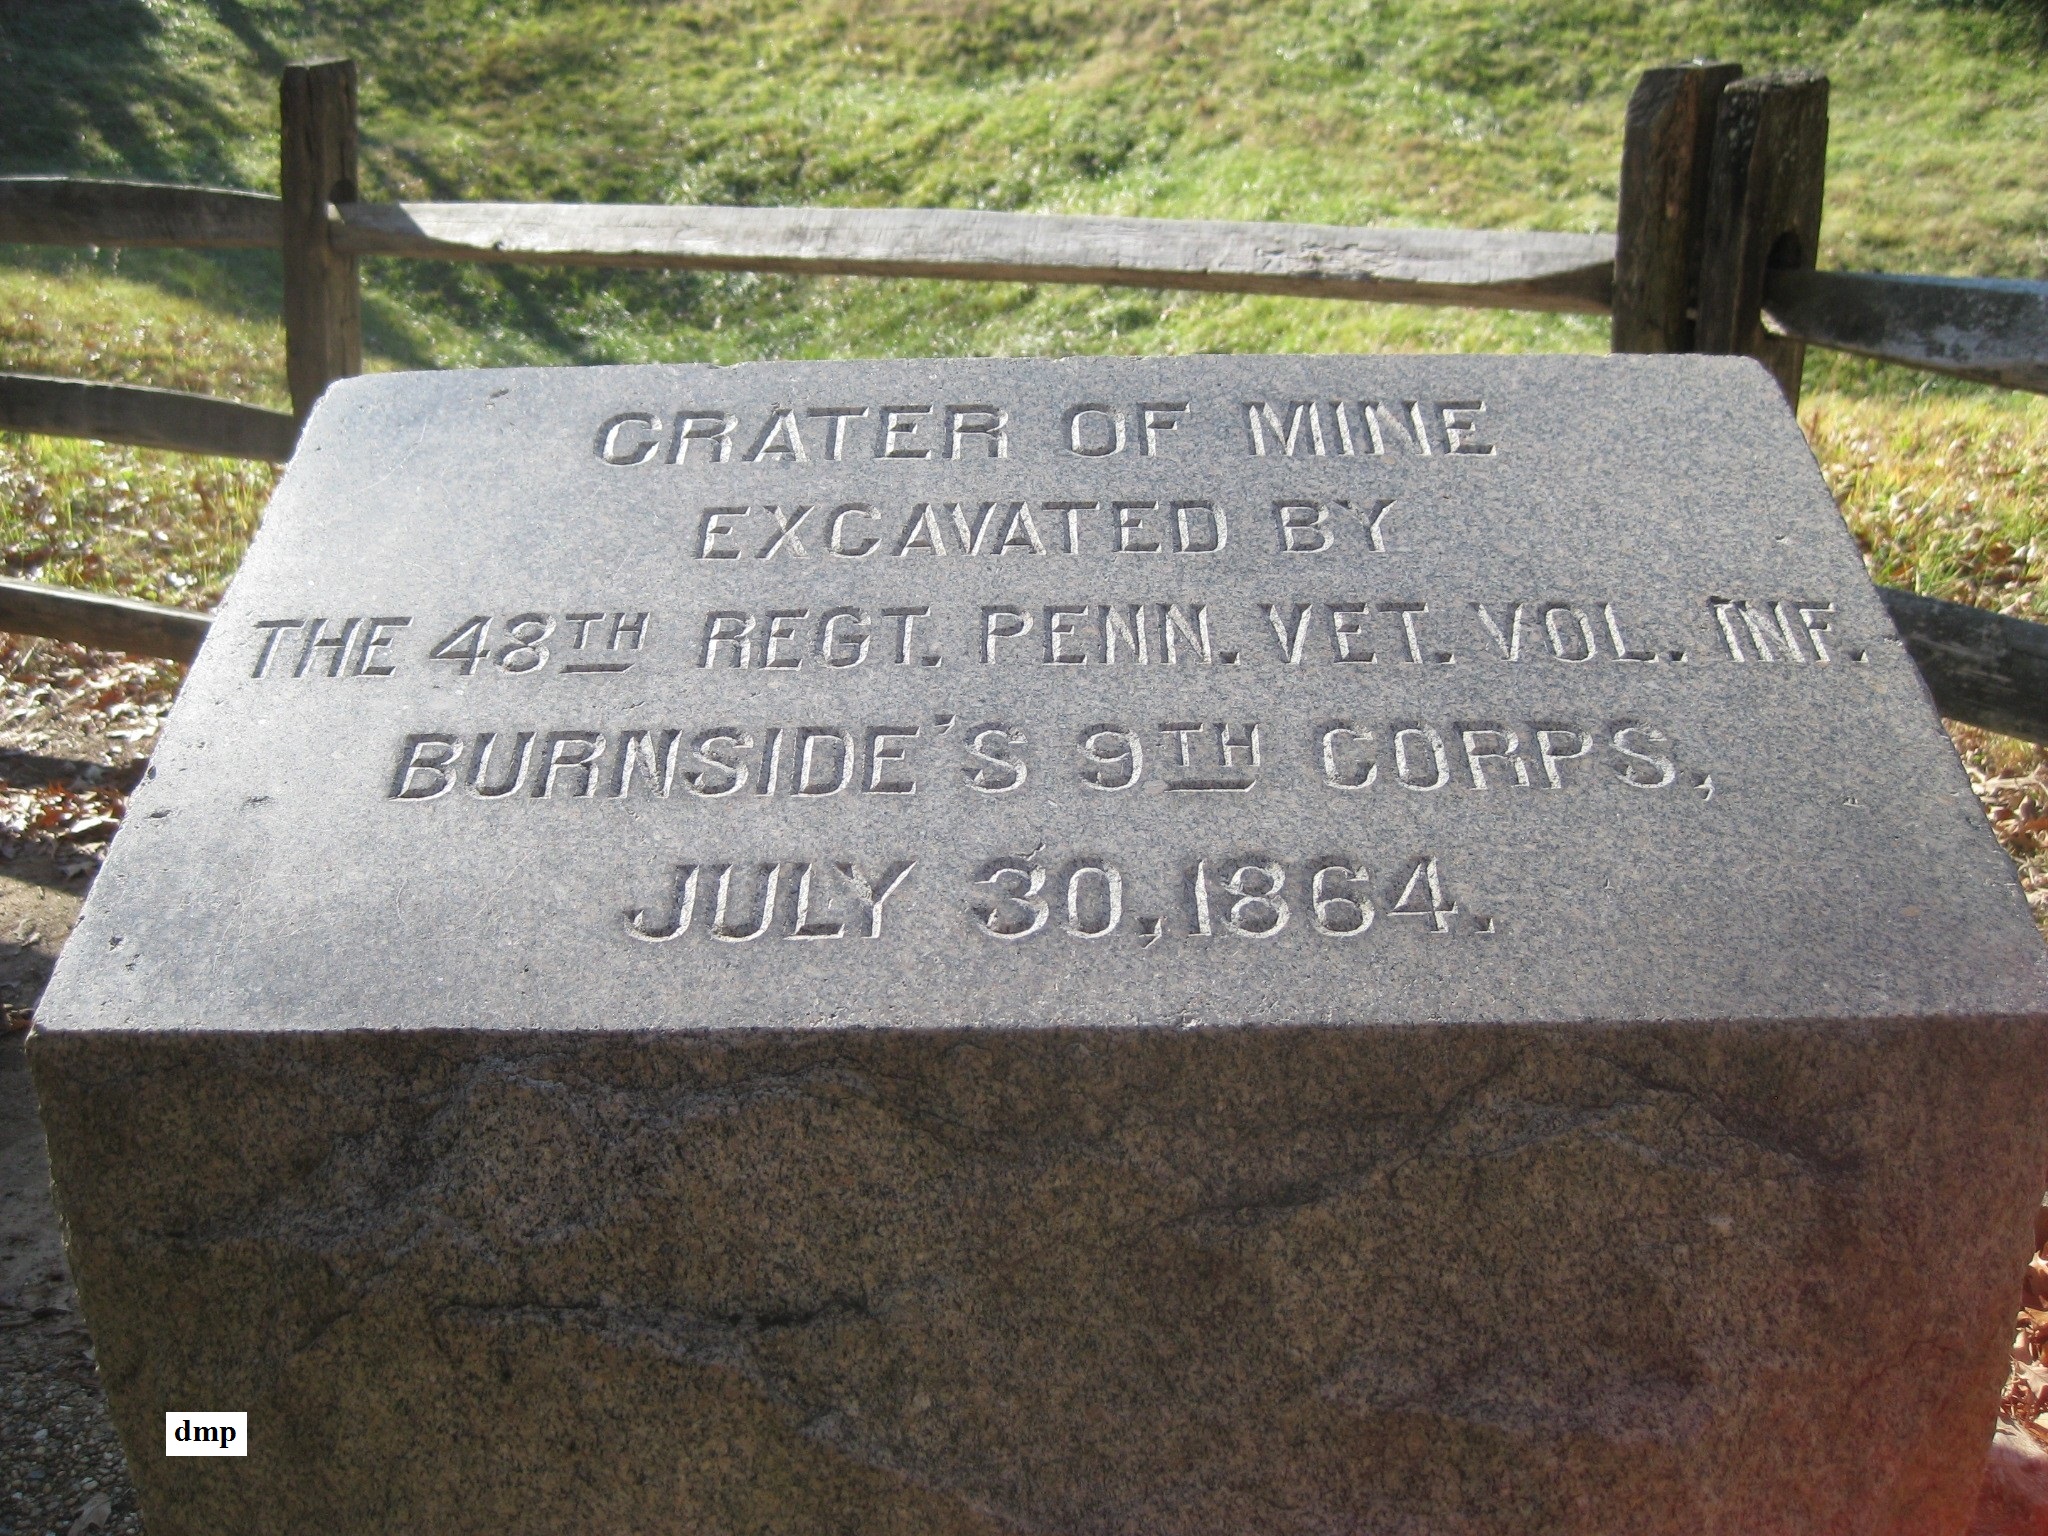 CRATER OF MINE
EXCAVATED BY
THE 48TH REGT. PENN. VET. VOL. INF.
BURNSIDE'S 9TH CORPS,
JULY 30, 1864.
dmp